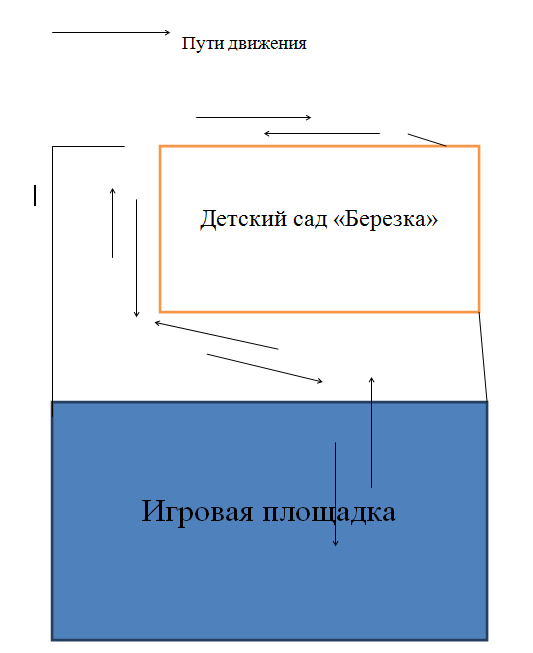 Пути движения
Детский сад «Березка»
Игровая площадка